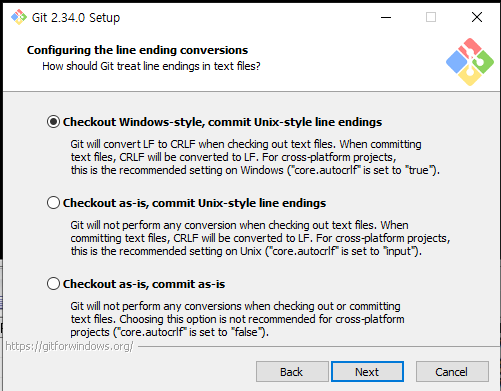 Git 2.34.0 Setup
Configuring the line ending conversions
How should Git treat line endings in text files?
Checkout Windows-style, commit Unix-style line endings
Git will convert LF to CRLF when checking out text files. When committing
text files, CRLF will be converted to LF. For cross-platform projects,
this is the recommended setting on Windows ("core.autocrlf" is set to "true").
Checkout as-is, commit Unix-style line endings
Git will not perform any conversion when checking out text files. When
committing text files, CRLF will be converted to LF. For cross-platform projects,
this is the recommended setting on Unix ("core.autocrlf" is set to "input").
Checkout as-is, commit as-is
Git will not perform any conversions when checking out or committing
text files. Choosing this option is not recommended for cross-platform
projects ("core.autocrlf" is set to "false").
https://gitforwindows.org/
Back Next Cancel